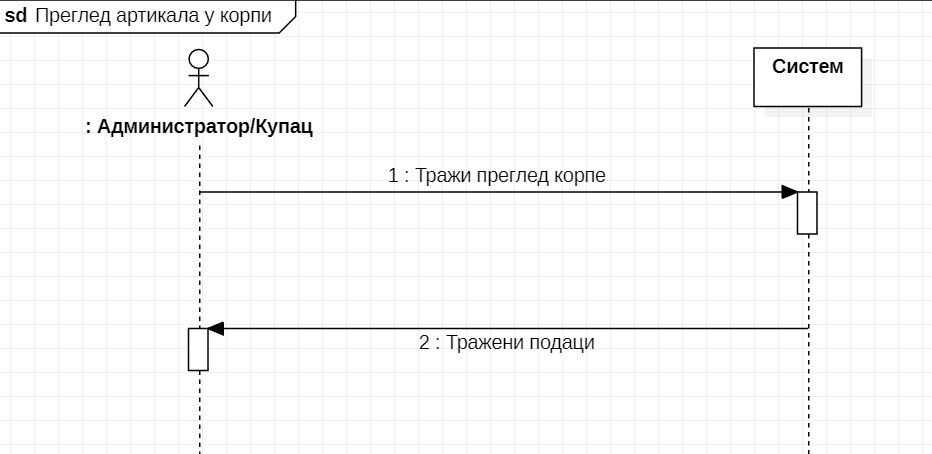 sd Преглед артикала у корпи
Систем
: Администратор/Купац
1 : Тражи преглед корпе
2 : Тражени подаци